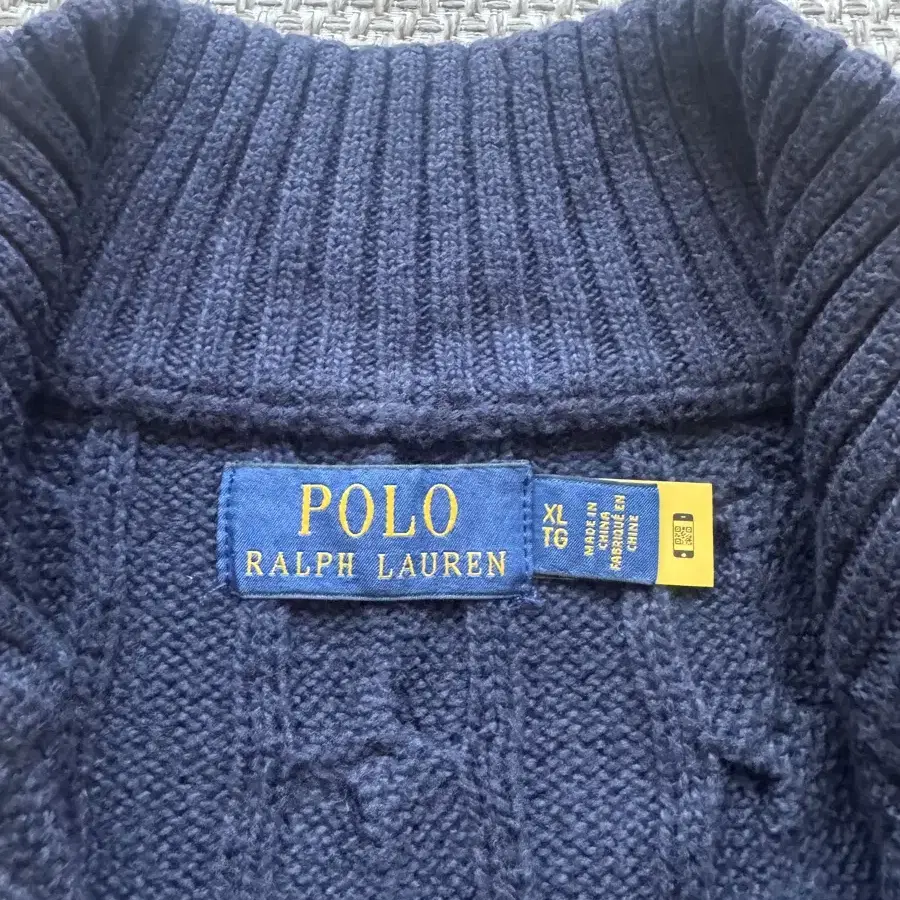 POLO
RALPH LAUREN
XL
TG
MADE IN
CHINA
FABRIQUÉ EN
CHINE